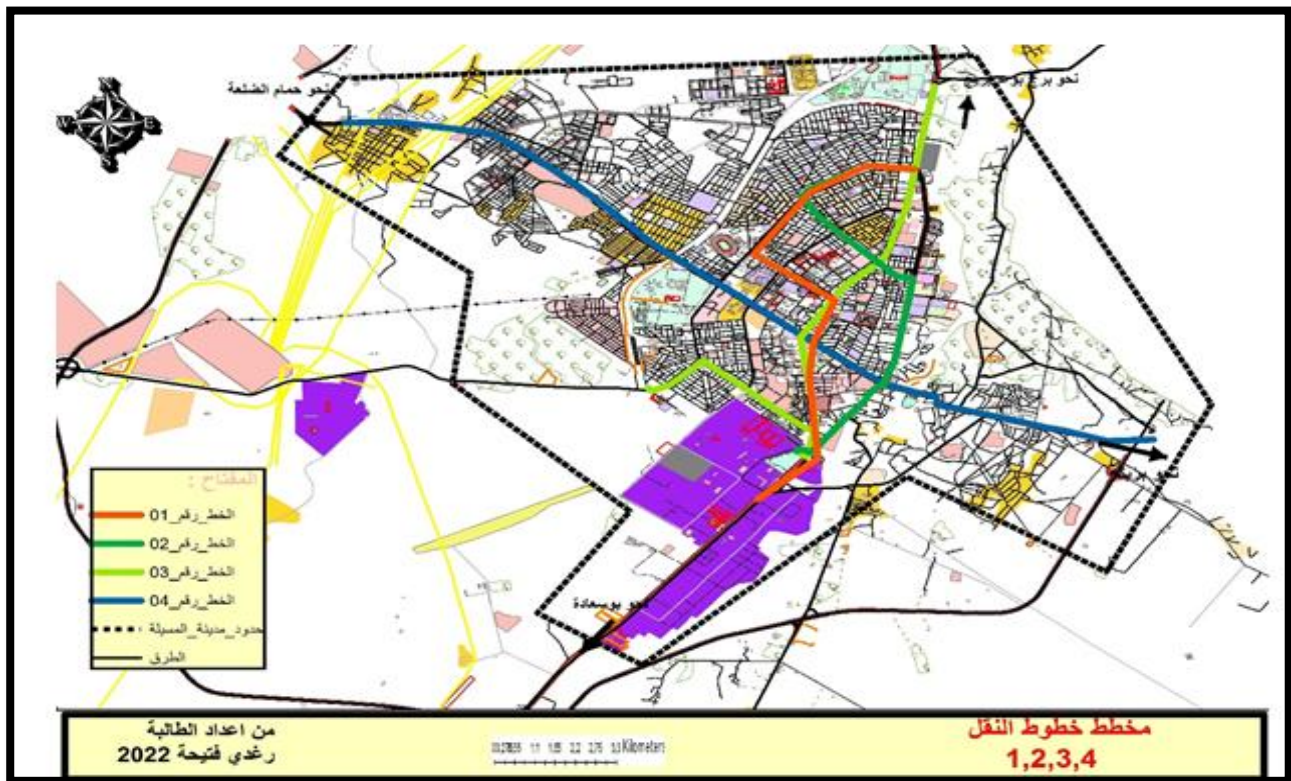 نحو حمام الضلعة
نحو برج بوعريريج
نحو بوسعادة
المفتاح :
الخط_رقم_01
الخط_رقم_02
الخط_رقم_03
الخط_رقم_04
حدود_مدينة_المسيلة
الطرق
من اعداد الطالبة
رغدي فتيحة 2022
Kilometers
مخطط خطوط النقل
1,2,3,4